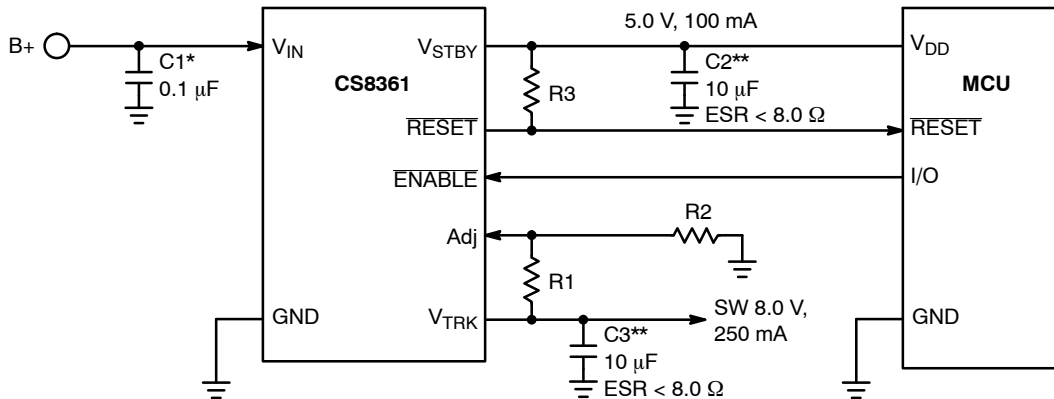 B+
C1*
0.1 μF
V_IN
CS8361
V_STBY
5.0 V, 100 mA
R3
C2**
10 μF
ESR < 8.0 Ω
V_DD
MCU
RESET
RESET
ENABLE
I/O
Adj
R2
R1
GND
V_TRK
SW 8.0 V,
250 mA
C3**
10 μF
ESR < 8.0 Ω
GND